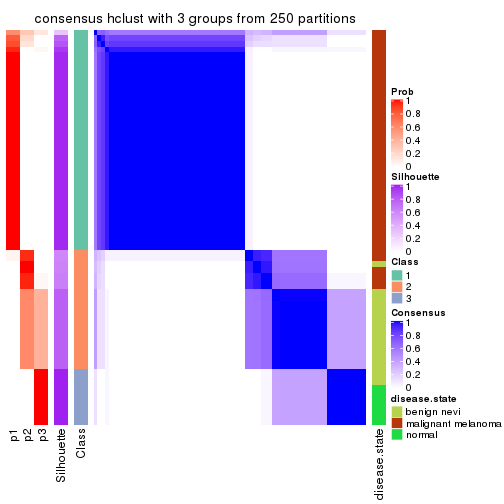 consensus hclust with 3 groups from 250 partitions
Prob
1
0.8
0.6
0.4
0.2
0
Silhouette
1
0.8
0.6
0.4
0.2
0
Class
1
2
3
Consensus
1
0.8
0.6
0.4
0.2
0
disease.state
benign nevi
malignant melanoma
normal
p1
p2
p3
Silhouette
Class
disease.state